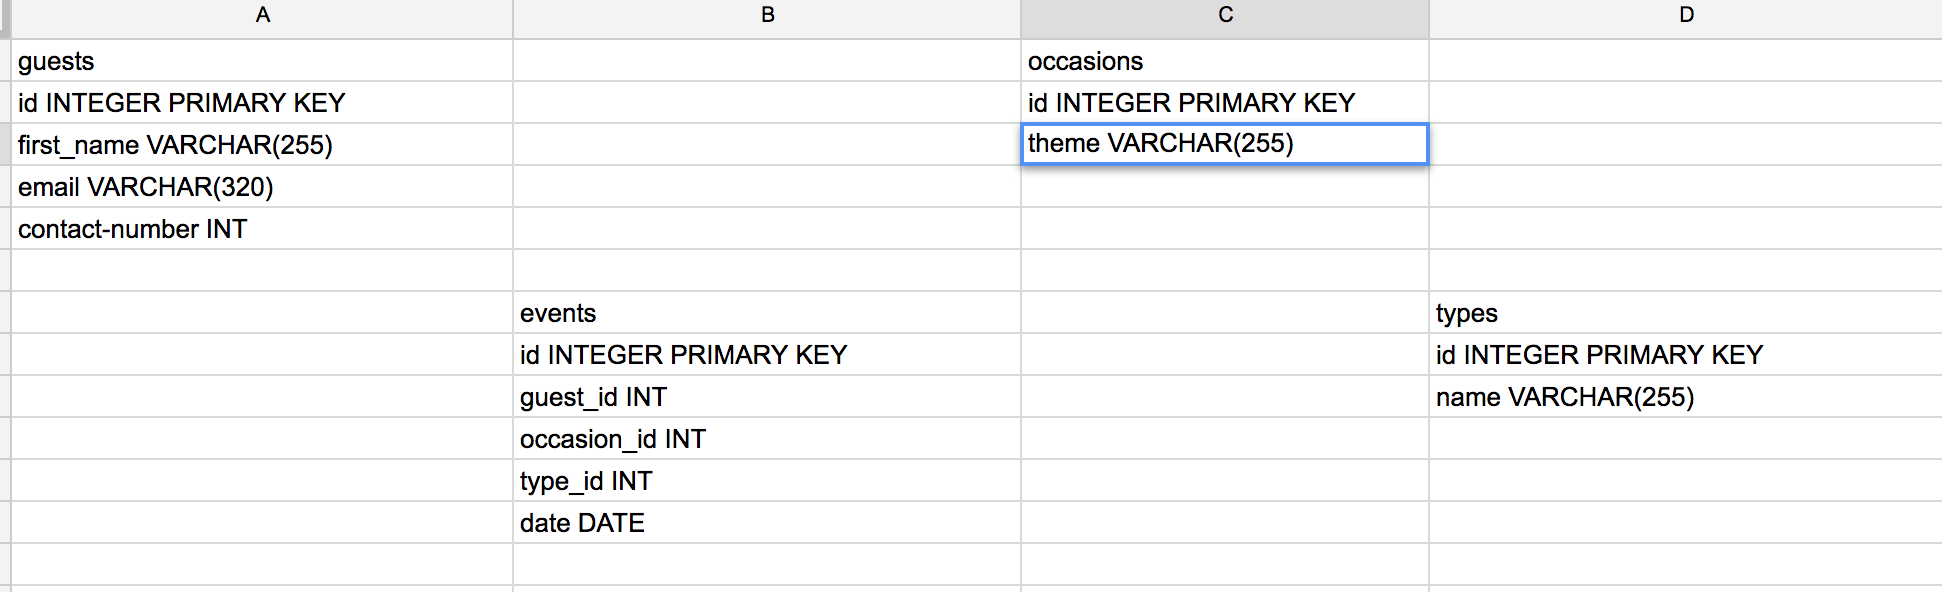 A B C D
guests occasions
id INTEGER PRIMARY KEY id INTEGER PRIMARY KEY
first_name VARCHAR(255) theme VARCHAR(255)
email VARCHAR(320)
contact-number INT
events types
id INTEGER PRIMARY KEY id INTEGER PRIMARY KEY
guest_id INT name VARCHAR(255)
occasion_id INT
type_id INT
date DATE